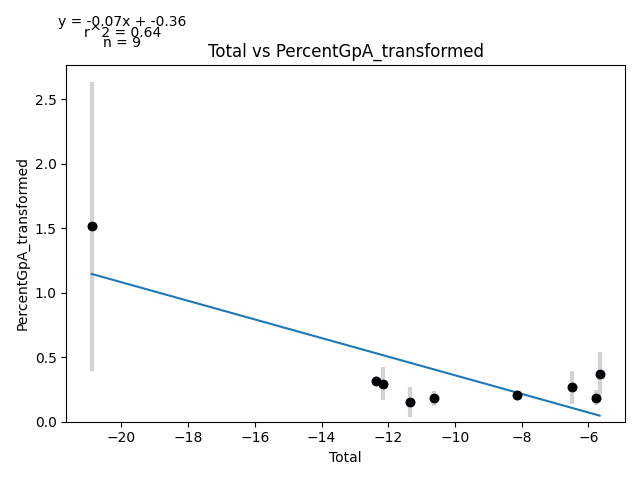 y = -0.07x + -0.36
r^2 = 0.64
n = 9
Total vs PercentGpA_transformed
PercentGpA_transformed
2.5
2.0
1.5
1.0
0.5
0.0
−20
−18
−16
−14
−12
−10
−8
−6
Total